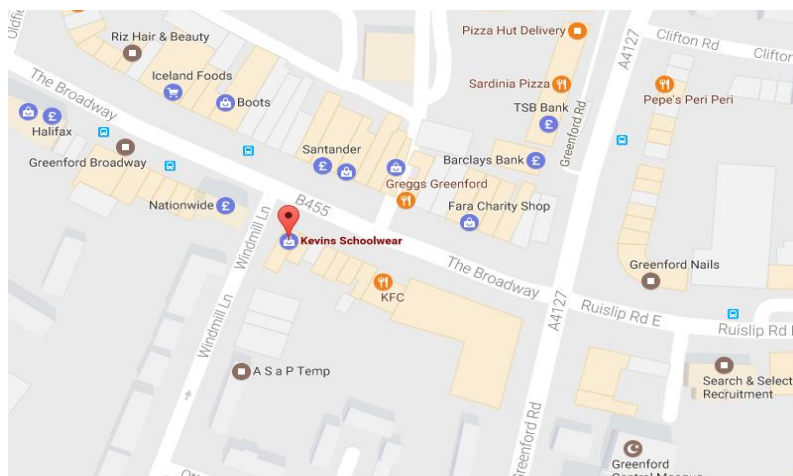 Oldfie
Riz Hair & Beauty
Pizza Hut Delivery
A4127
Clifton Rd
Clifton
Iceland Foods
The Broadway
Boots
Sardinia Pizza
Pepe's Peri Peri
TSB Bank
Halifax
Greenford Rd
Greenford Broadway
Santander
Barclays Bank
Greggs Greenford
Nationwide
B455
Fara Charity Shop
Windmill Ln
Kevins Schoolwear
The Broadway
Greenford Nails
KFC
A4127
Ruislip Rd E
Windmill Ln
Ruislip Rd E
A S a P Temp
Search & Select
Recruitment
Greenford Rd
Greenford
Central Mosque